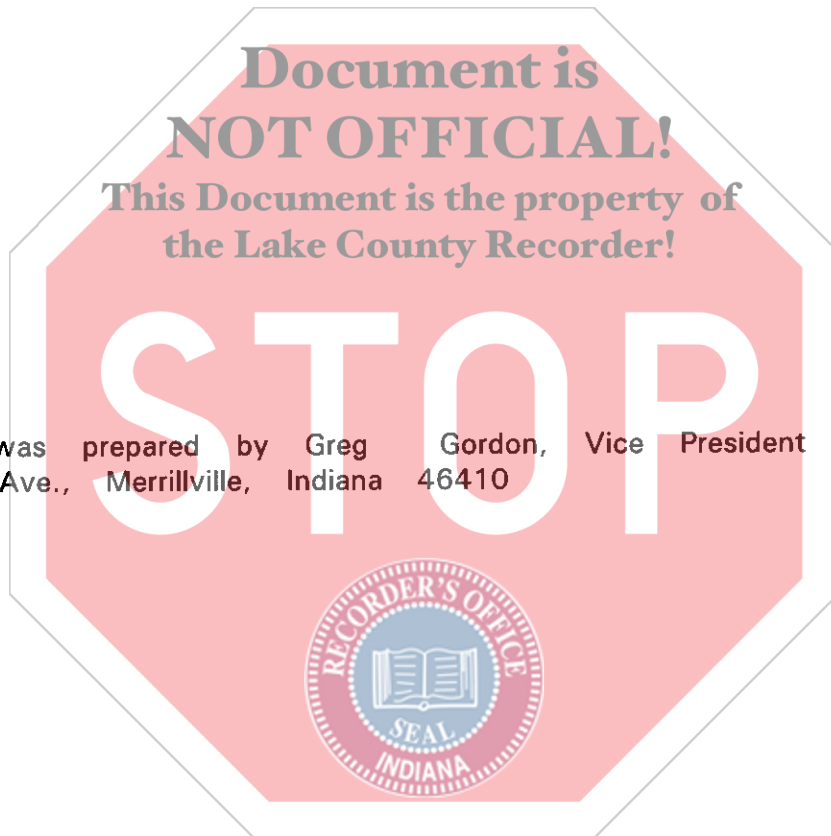 Document is
NOT OFFICIAL!
This Document is the property of
the Lake County Recorder!
STOP
was prepared by Greg Gordon, Vice President
Ave., Merrillville, Indiana 46410
RECORDER'S OFFICE
SEAL
INDIANA